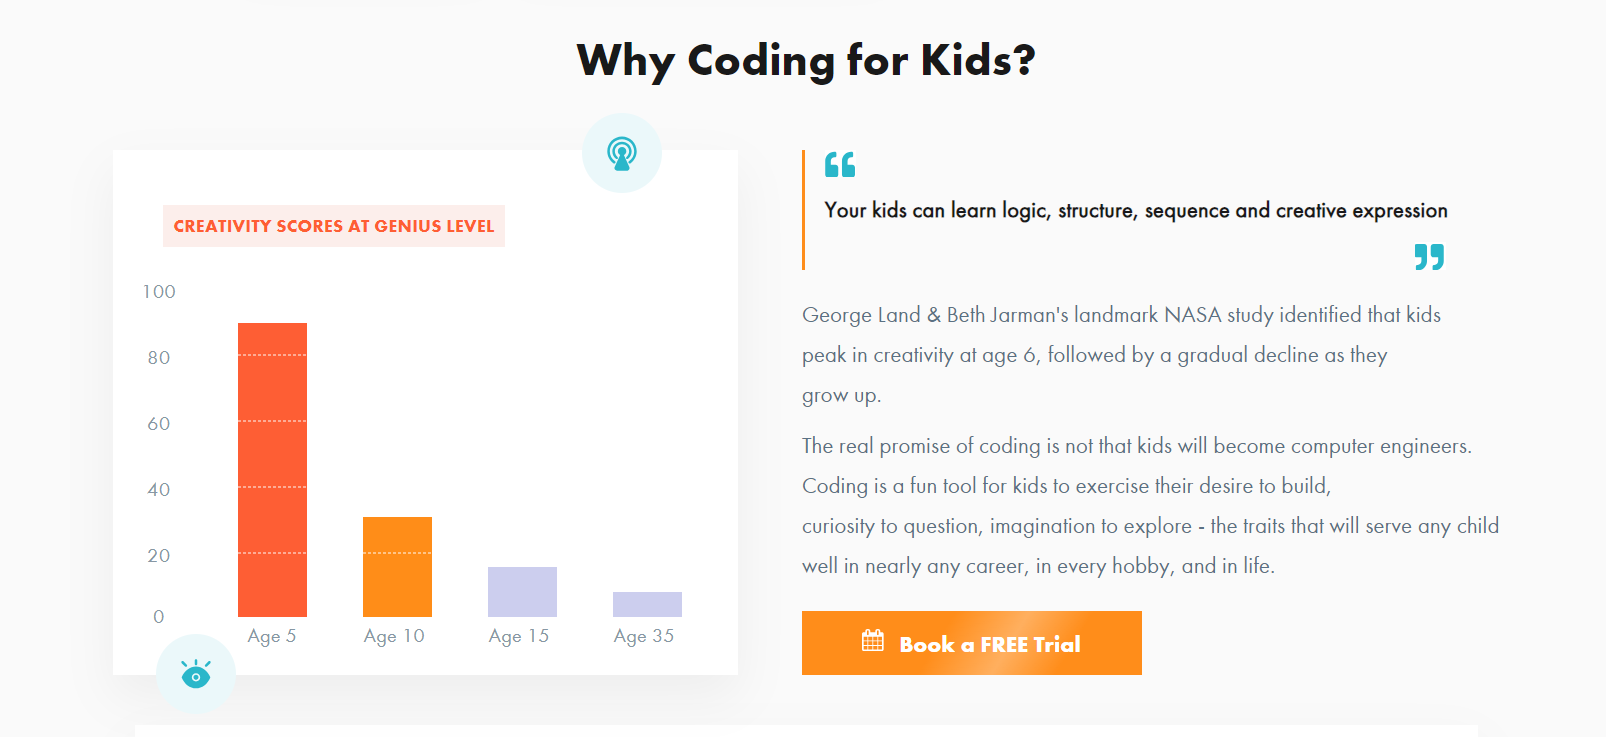 Why Coding for Kids?
CREATIVITY SCORES AT GENIUS LEVEL
100
80
60
40
20
0
Age 5
Age 10
Age 15
Age 35
“
Your kids can learn logic, structure, sequence and creative expression
”
George Land & Beth Jarman's landmark NASA study identified that kids
peak in creativity at age 6, followed by a gradual decline as they
grow up.
The real promise of coding is not that kids will become computer engineers.
Coding is a fun tool for kids to exercise their desire to build,
curiosity to question, imagination to explore - the traits that will serve any child
well in nearly any career, in every hobby, and in life.
Book a FREE Trial